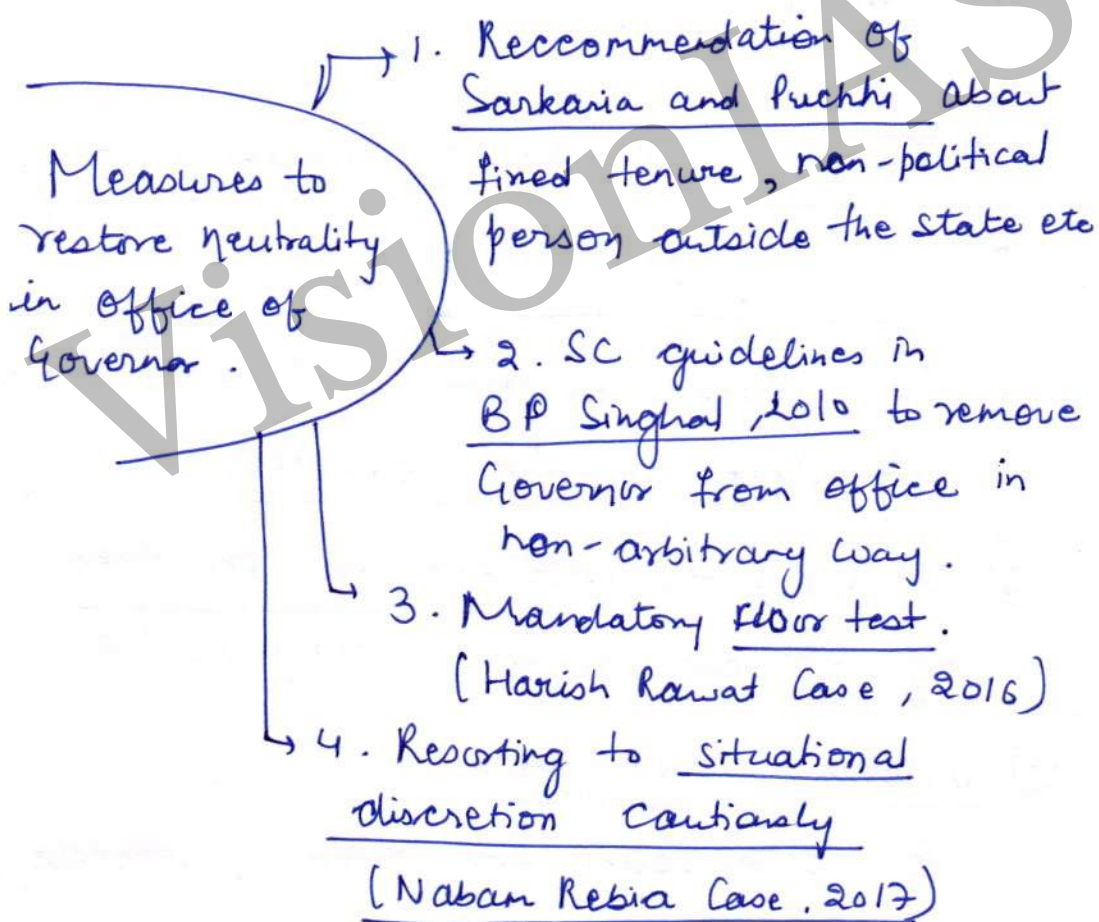 1. Reccommendation of
Sarkaria and Puchhi about
fixed tenure, non-political
person outside the state etc
Measures to
restore neutrality
in office of
Governor.
2. SC guidelines in
BP Singhal, 2010 to remove
Governor from office in
non-arbitrary way.
3. Mandatory floor test.
(Harish Rawat Case, 2016)
4. Resorting to situational
discretion cautiously
(Nabam Rebia Case, 2017)
VisionIAS